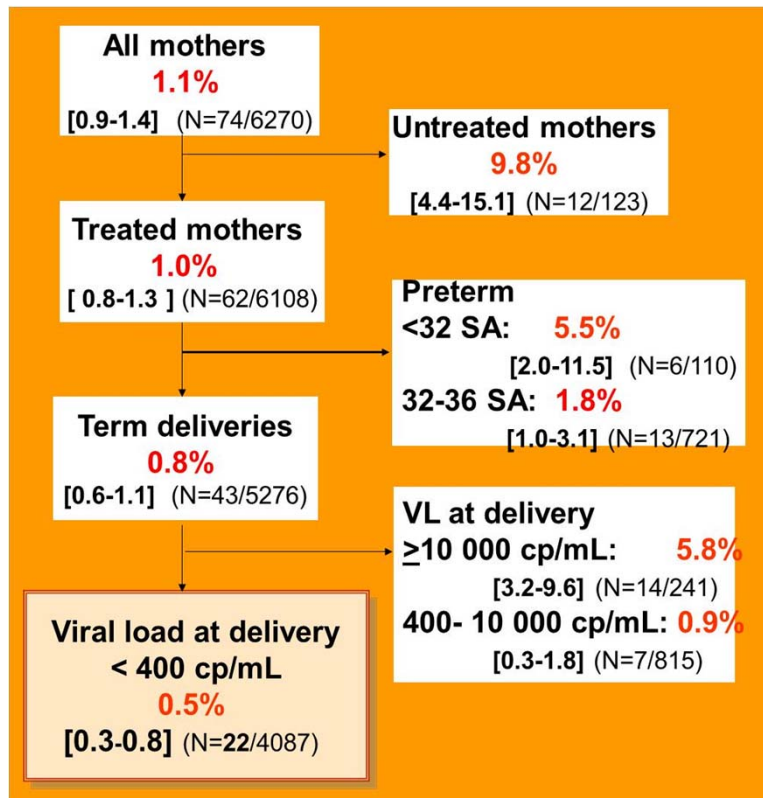 All mothers
1.1%
[0.9-1.4] (N=74/6270)
Untreated mothers
9.8%
[4.4-15.1] (N=12/123)
Treated mothers
1.0%
[ 0.8-1.3 ] (N=62/6108)
Preterm
<32 SA: 5.5%
[2.0-11.5] (N=6/110)
32-36 SA: 1.8%
[1.0-3.1] (N=13/721)
Term deliveries
0.8%
[0.6-1.1] (N=43/5276)
VL at delivery
≥10 000 cp/mL: 5.8%
[3.2-9.6] (N=14/241)
400- 10 000 cp/mL: 0.9%
[0.3-1.8] (N=7/815)
Viral load at delivery
< 400 cp/mL
0.5%
[0.3-0.8] (N=22/4087)